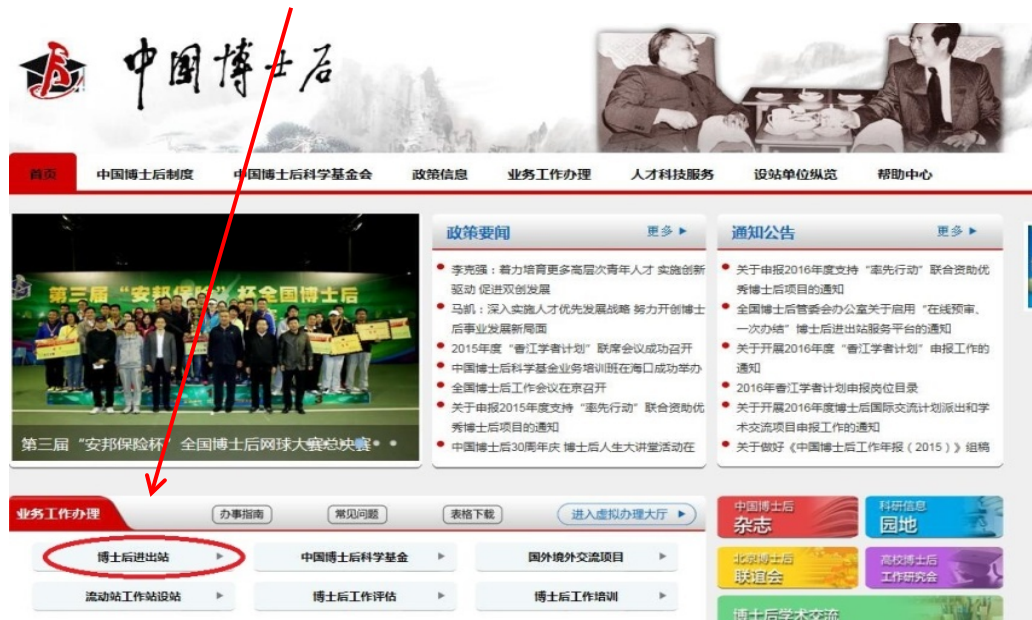 中国博士后
首页 中国博士后制度 中国博士后科学基金会 政策信息 业务工作办理 人才科技服务 设站单位纵览 帮助中心
第三届“安邦保险”杯全国博士后
第三届“安邦保险杯”全国博士后网球大赛总决赛
政策要闻 更多
李克强：着力培育更多高层次青年人才 实施创新
驱动 促进双创发展
马凯：深入实施人才优先发展战略 努力开创博士
后事业发展新局面
2015年度“香江学者计划”联席会议成功召开
中国博士后科学基金业务培训班在海口成功举办
全国博士后工作会议在京召开
关于申报2015年度支持“率先行动”联合资助优
秀博士后项目的通知
中国博士后30周年庆 博士后人生大讲堂活动在
通知公告 更多
关于申报2016年度支持“率先行动”联合资助优
秀博士后项目的通知
全国博士后管委会办公室关于启用“在线预审、
一次办结”博士后进出站服务平台的通知
关于开展2016年度“香江学者计划”申报工作的
通知
2016年香江学者计划申报岗位目录
关于开展2016年度博士后国际交流计划派出和学
术交流项目申报工作的通知
关于做好《中国博士后工作年报（2015）》组稿
业务工作办理 办事指南 常见问题 表格下载 进入虚拟办理大厅
博士后进出站 中国博士后科学基金 国外境外交流项目
流动站工作站设站 博士后工作评估 博士后工作培训
中国博士后
杂志
科研信息
园地
北京博士后
联谊会
高校博士后
工作研究会
博士后学术交流